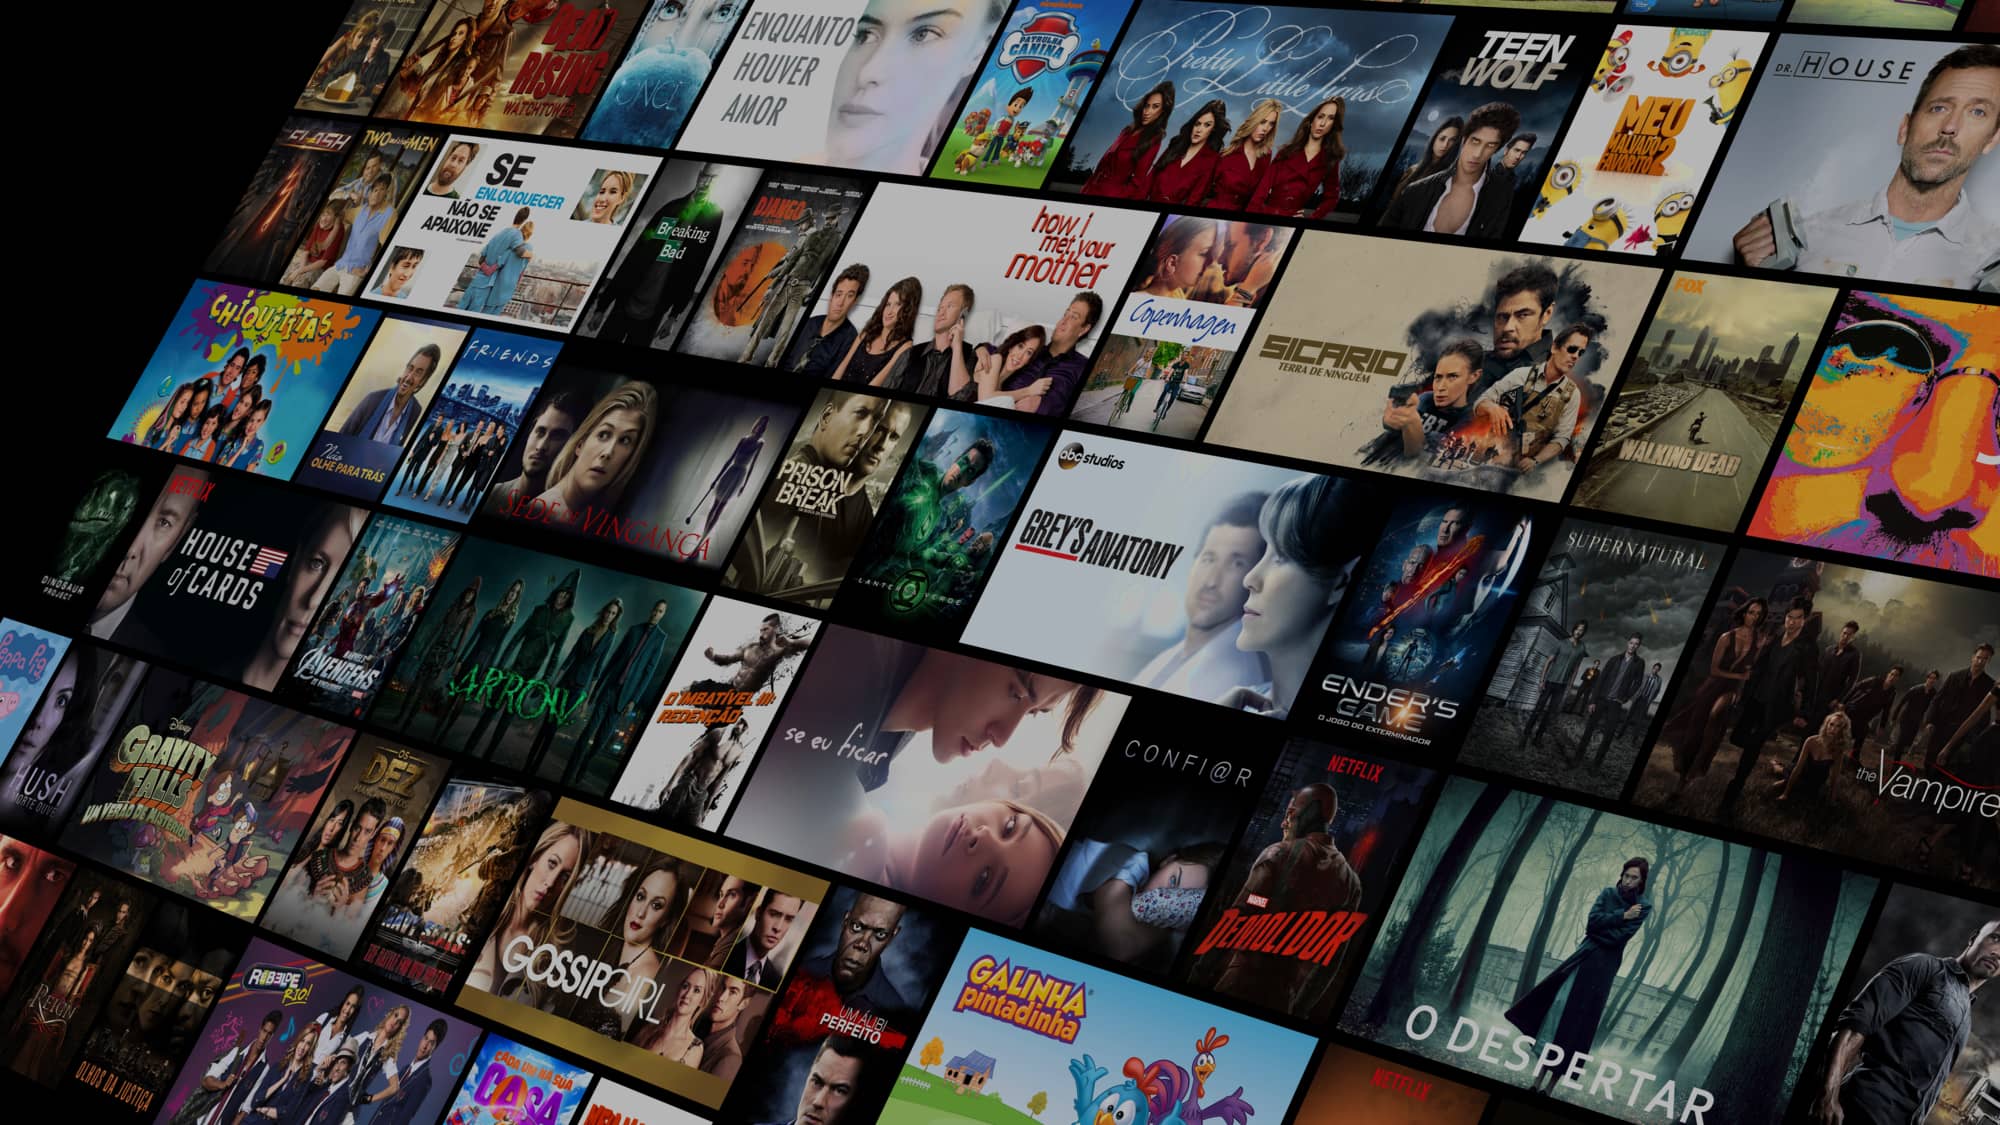 DEAD
RISING
WATCHTOWER
ENQUANTO
HOUVER
AMOR
nickelodeon
PATRULHA
CANINA
Pretty Little Liars
TEEN
WOLF
MEU
MALVADO
FAVORITO 2
DR. HOUSE
FLASH
TWO and a half MEN
SE
ENLOUQUECER
NÃO SE
APAIXONE
Breaking
Bad
DJANGO
how i
met your
mother
Copenhagen
SICARIO
TERRA DE NINGUÉM
FOX
WALKING DEAD
CHIQUITITAS
Não
OLHE PARA TRÁS
FRIENDS
SEDE DE VINGANÇA
PRISON
BREAK
LANTERNA VERDE
abc studios
GREY'S ANATOMY
ENDER'S
GAME
O JOGO DO EXTERMINADOR
SUPERNATURAL
the Vampire
DINOSAUR
PROJECT
NETFLIX
HOUSE
of CARDS
MARVEL
AVENGERS
ARROW
O IMBATÍVEL III:
REDENÇÃO
se eu ficar
CONFI@R
NETFLIX
MARVEL
DEMOLIDOR
O DESPERTAR
Peppa Pig
HUSH
Disney
GRAVITY
FALLS
UM VERÃO DE MISTÉRIOS
OS
DEZ
GOSSIP GIRL
UM ÁLIBI
PERFEITO
GALINHA
pintadinha
REIGN
OLHOS DA JUSTIÇA
REBELDE
RIO!
CADA UM NA SUA
CASA
NETFLIX